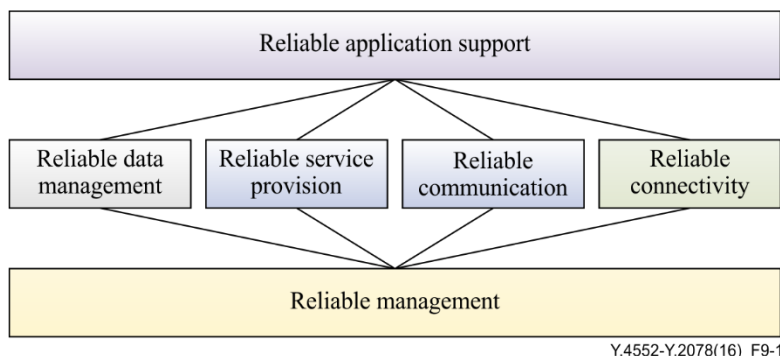 Reliable application support
Reliable data
management
Reliable service
provision
Reliable
communication
Reliable
connectivity
Reliable management
Y.4552-Y.2078(16)_F9-1